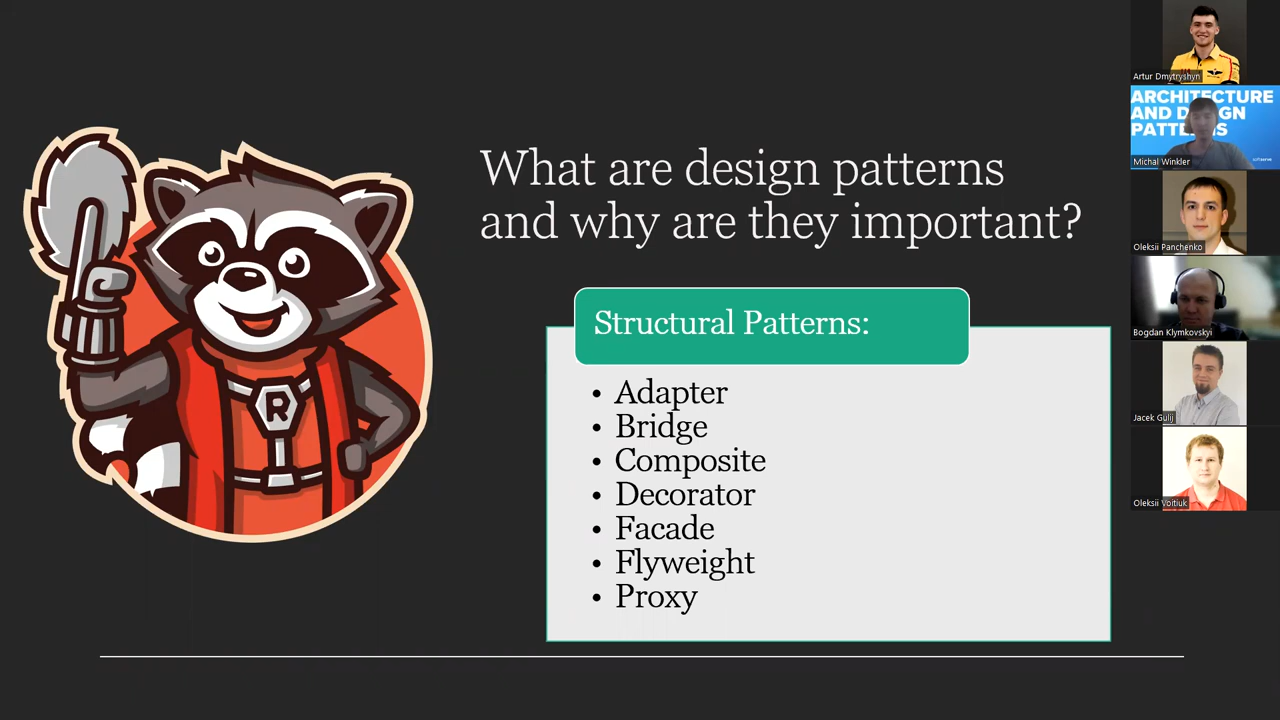 What are design patterns
and why are they important?
Structural Patterns:
• Adapter
• Bridge
• Composite
• Decorator
• Facade
• Flyweight
• Proxy
R
Artur Dmytryshyn
ARCHITECTURE
AND DESIGN
PATTERNS
softserve
Michal Winkler
Oleksii Panchenko
Bogdan Klymkovskyi
Jacek Gulij
Oleksii Voitiuk